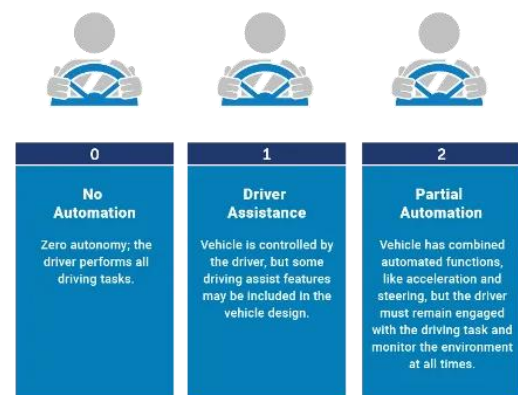 0
No
Automation
Zero autonomy; the
driver performs all
driving tasks.
1
Driver
Assistance
Vehicle is controlled by
the driver, but some
driving assist features
may be included in the
vehicle design.
2
Partial
Automation
Vehicle has combined
automated functions,
like acceleration and
steering, but the driver
must remain engaged
with the driving task and
monitor the environment
at all times.